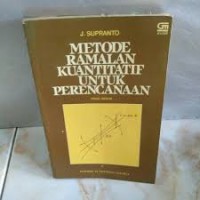 J. SUPRANTO
METODE
RAMALAN
KUANTITATIF
UNTUK
PERENCANAAN